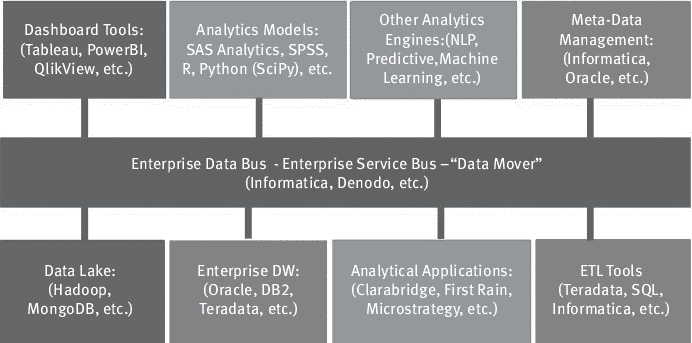 Dashboard Tools:
(Tableau, PowerBI,
QlikView, etc.)
Analytics Models:
SAS Analytics, SPSS,
R, Python (SciPy), etc.
Other Analytics
Engines:(NLP,
Predictive,Machine
Learning, etc.)
Meta-Data
Management:
(Informatica,
Oracle, etc.)
Enterprise Data Bus - Enterprise Service Bus –“Data Mover”
(Informatica, Denodo, etc.)
Data Lake:
(Hadoop,
MongoDB, etc.)
Enterprise DW:
(Oracle, DB2,
Teradata, etc.)
Analytical Applications:
(Clarabridge, First Rain,
Microstrategy, etc.)
ETL Tools
(Teradata, SQL,
Informatica, etc.)